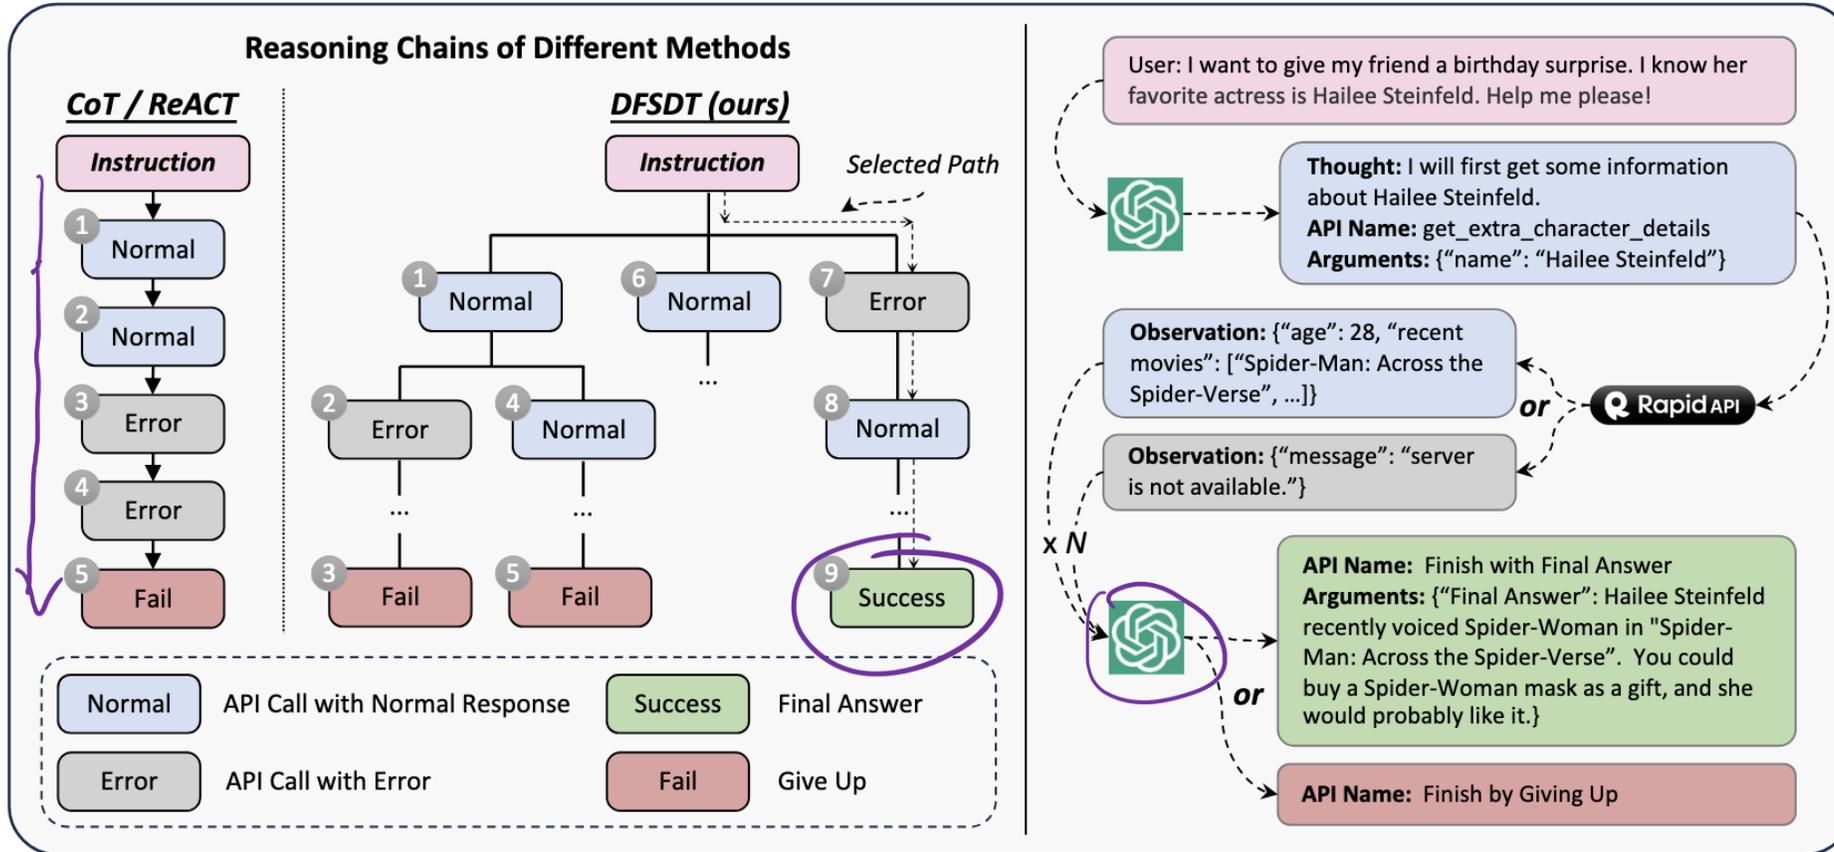 Reasoning Chains of Different Methods
CoT / ReACT
Instruction
1
Normal
2
Normal
3
Error
4
Error
5
Fail
DFSDT (ours)
Instruction
Selected Path
1
Normal
6
Normal
7
Error
...
2
Error
4
Normal
8
Normal
...
...
...
3
Fail
5
Fail
9
Success
Normal
API Call with Normal Response
Success
Final Answer
Error
API Call with Error
Fail
Give Up
User: I want to give my friend a birthday surprise. I know her
favorite actress is Hailee Steinfeld. Help me please!
Thought: I will first get some information
about Hailee Steinfeld.
API Name: get_extra_character_details
Arguments: {“name”: “Hailee Steinfeld”}
Observation: {“age”: 28, “recent
movies”: [“Spider-Man: Across the
Spider-Verse”, …]}
or
Rapid API
Observation: {“message”: “server
is not available.”}
x N
API Name: Finish with Final Answer
Arguments: {“Final Answer”: Hailee Steinfeld
recently voiced Spider-Woman in "Spider-
Man: Across the Spider-Verse”. You could
buy a Spider-Woman mask as a gift, and she
would probably like it.}
or
API Name: Finish by Giving Up